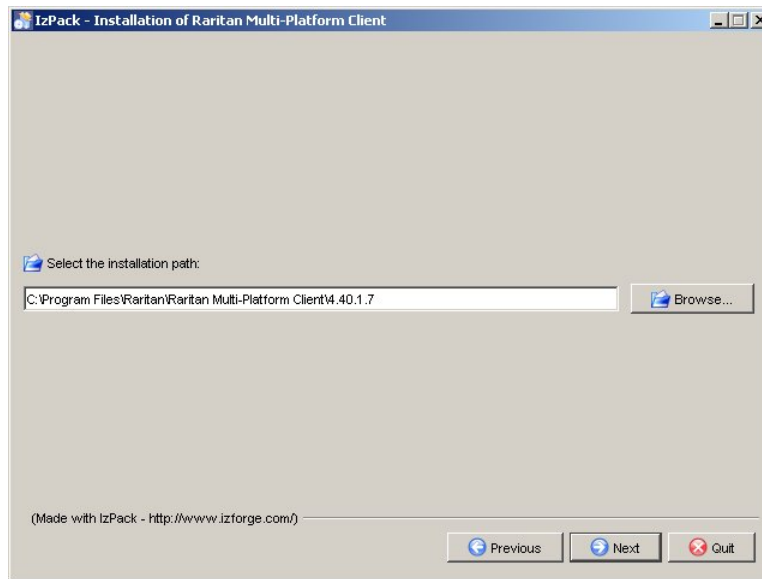 IzPack - Installation of Raritan Multi-Platform Client
Select the installation path:
C:\Program Files\Raritan\Raritan Multi-Platform Client\4.40.1.7
Browse...
(Made with IzPack - http://www.izforge.com/)
Previous
Next
Quit